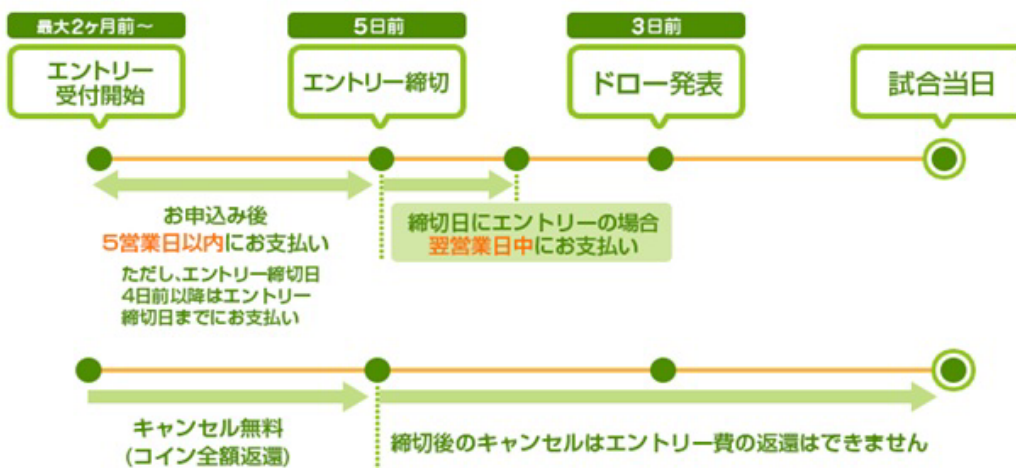 最大2ヶ月前～
エントリー
受付開始
5日前
エントリー締切
3日前
ドロー発表
試合当日
お申込み後
5営業日以内にお支払い
ただし、エントリー締切日
4日前以降はエントリー
締切日までにお支払い
締切日にエントリーの場合
翌営業日中にお支払い
キャンセル無料
(コイン全額返還)
締切後のキャンセルはエントリー費の返還はできません